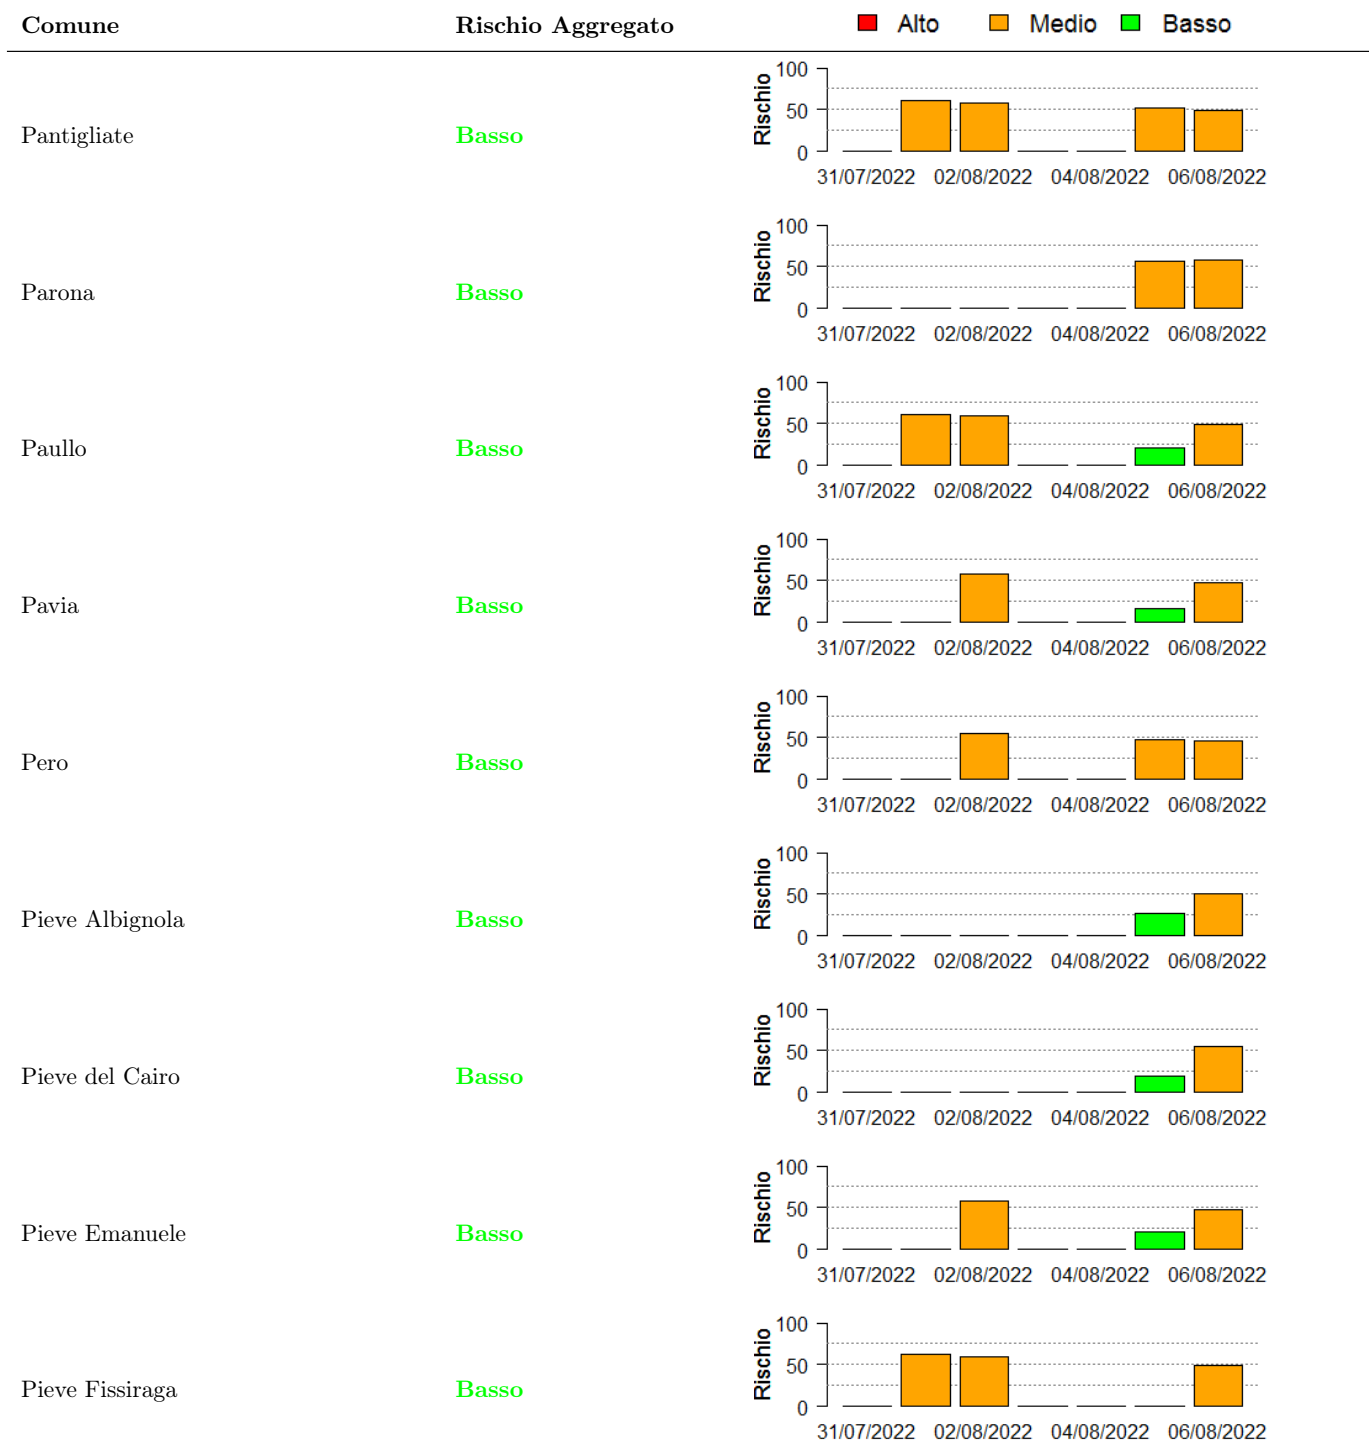 Comune Rischio Aggregato Alto Medio Basso
100
50
0
Rischio
Pantigliate Basso
31/07/2022 02/08/2022 04/08/2022 06/08/2022
100
50
0
Rischio
Parona Basso
31/07/2022 02/08/2022 04/08/2022 06/08/2022
100
50
0
Rischio
Paullo Basso
31/07/2022 02/08/2022 04/08/2022 06/08/2022
100
50
0
Rischio
Pavia Basso
31/07/2022 02/08/2022 04/08/2022 06/08/2022
100
50
0
Rischio
Pero Basso
31/07/2022 02/08/2022 04/08/2022 06/08/2022
100
50
0
Rischio
Pieve Albignola Basso
31/07/2022 02/08/2022 04/08/2022 06/08/2022
100
50
0
Rischio
Pieve del Cairo Basso
31/07/2022 02/08/2022 04/08/2022 06/08/2022
100
50
0
Rischio
Pieve Emanuele Basso
31/07/2022 02/08/2022 04/08/2022 06/08/2022
100
50
0
Rischio
Pieve Fissiraga Basso
31/07/2022 02/08/2022 04/08/2022 06/08/2022